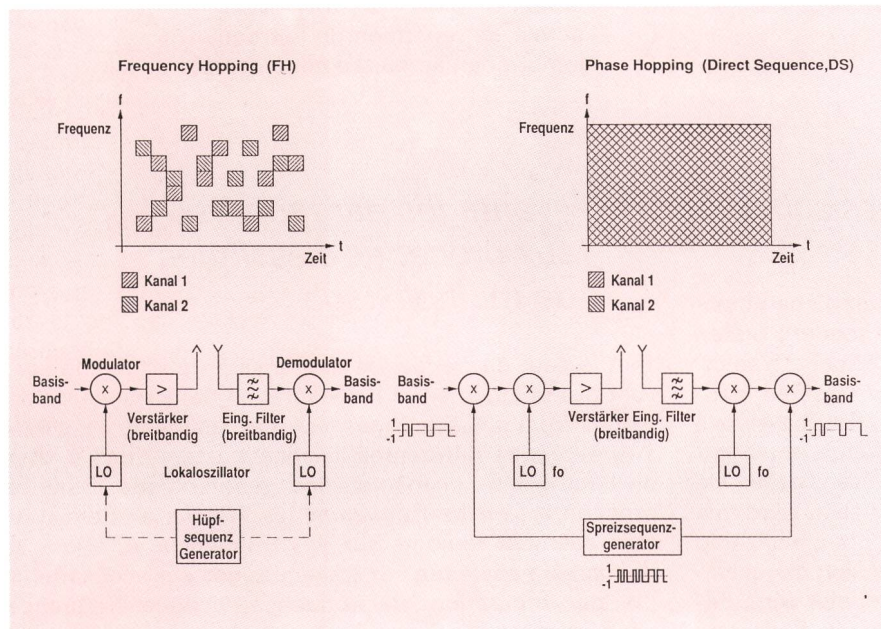 Frequency Hopping (FH)
f
Frequenz
t
Zeit
Kanal 1
Kanal 2
Phase Hopping (Direct Sequence,DS)
f
Frequenz
t
Zeit
Kanal 1
Kanal 2
Modulator
Basis-
band
x
>
Verstärker
(breitbandig
Eing. Filter
(breitbandig)
Demodulator
x
Basis-
band
LO
Lokaloszillator
LO
Hüpf-
sequenz
Generator
Basis-
band
1
-1
x
x
>
Verstärker Eing. Filter
(breitbandig)
x
x
Basis-
band
1
-1
LO
fo
LO
fo
Spreizsequenz-
generator
1
-1